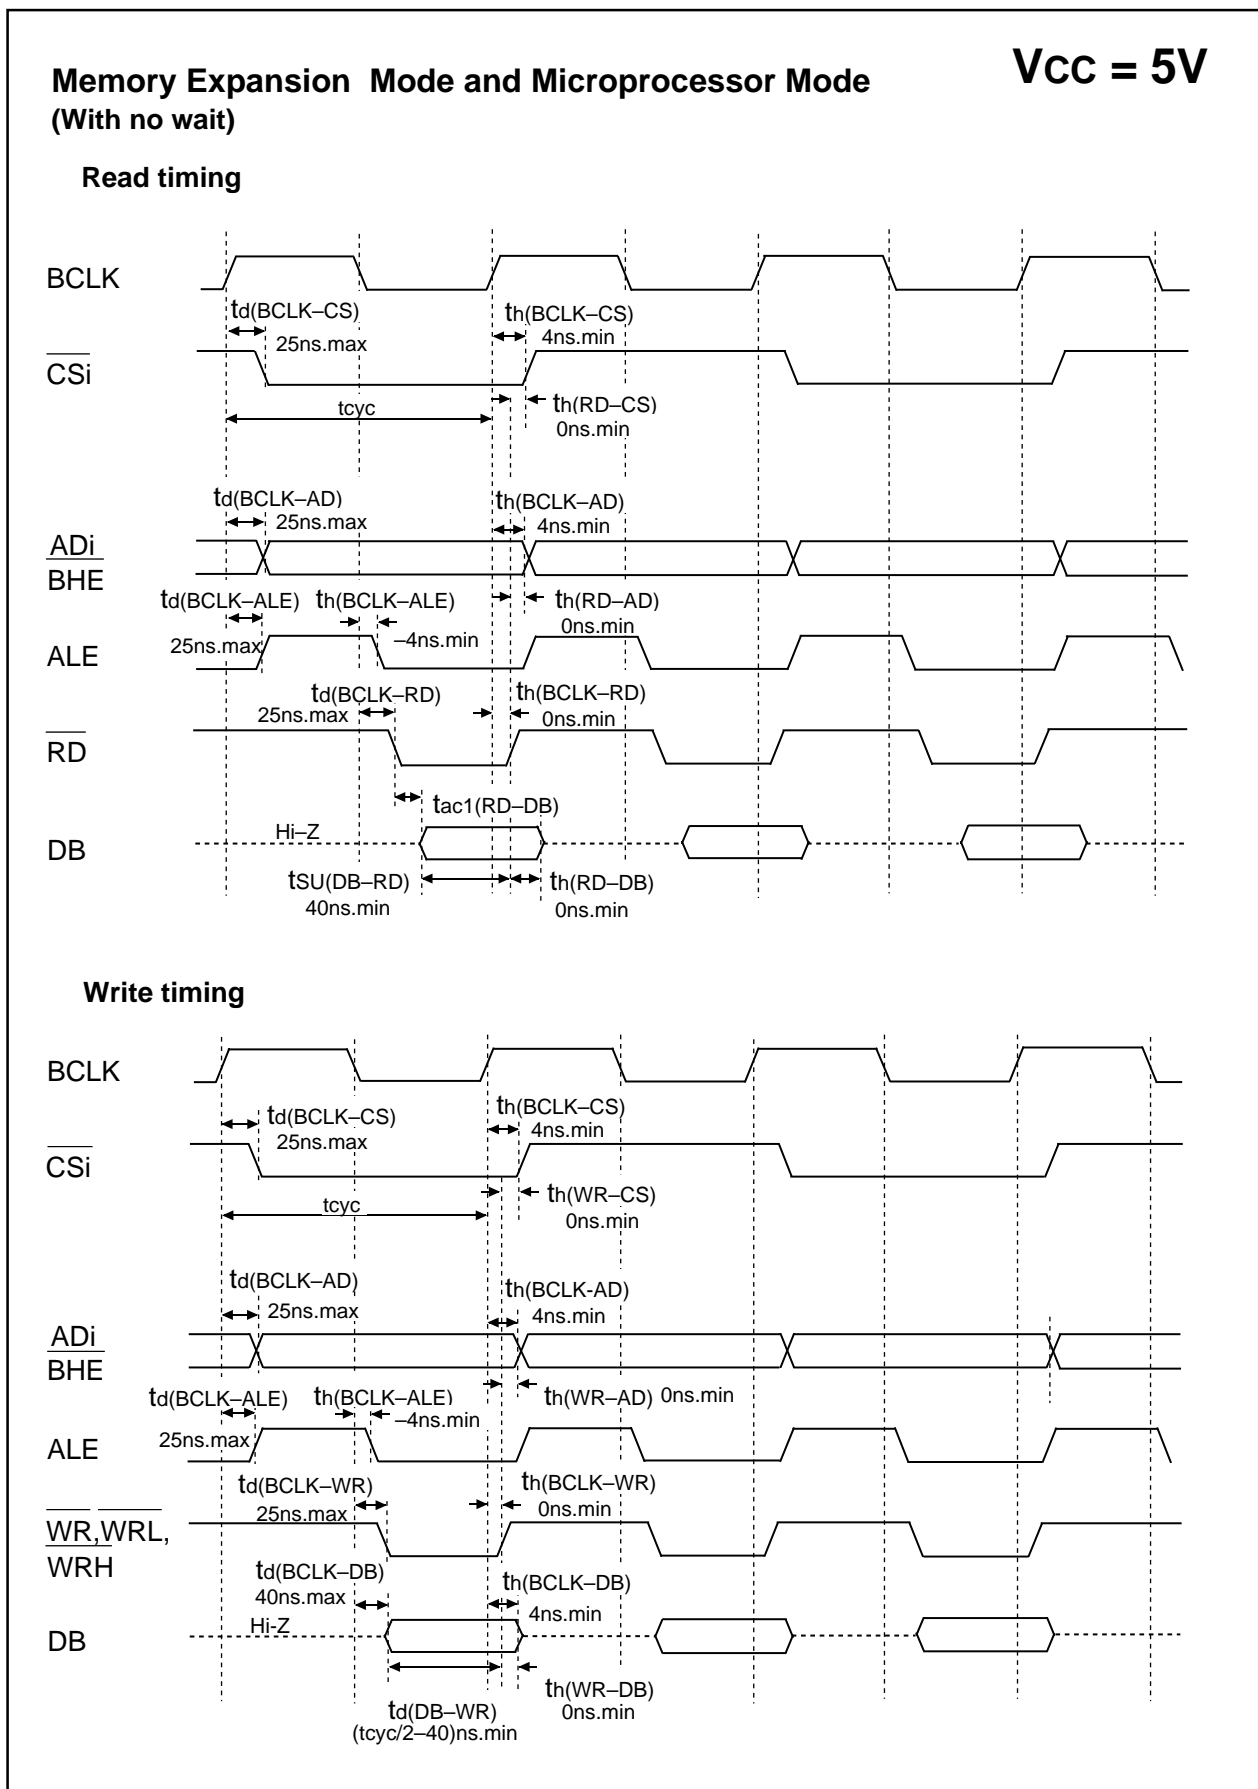 VCC = 5V
Memory Expansion Mode and Microprocessor Mode
(With no wait)
Read timing
BCLK
td(BCLK–CS)
25ns.max
th(BCLK–CS)
4ns.min
CSi
tcyc
th(RD–CS)
0ns.min
td(BCLK–AD)
25ns.max
th(BCLK–AD)
4ns.min
ADi
BHE
td(BCLK–ALE)
25ns.max
th(BCLK–ALE)
–4ns.min
th(RD–AD)
0ns.min
ALE
td(BCLK–RD)
25ns.max
th(BCLK–RD)
0ns.min
RD
tac1(RD–DB)
Hi–Z
DB
tSU(DB–RD)
40ns.min
th(RD–DB)
0ns.min
Write timing
BCLK
td(BCLK–CS)
25ns.max
th(BCLK–CS)
4ns.min
CSi
tcyc
th(WR–CS)
0ns.min
td(BCLK–AD)
25ns.max
th(BCLK-AD)
4ns.min
ADi
BHE
td(BCLK–ALE)
25ns.max
th(BCLK–ALE)
–4ns.min
th(WR–AD) 0ns.min
ALE
td(BCLK–WR)
25ns.max
th(BCLK–WR)
0ns.min
WR,WRL,
WRH
td(BCLK–DB)
40ns.max
th(BCLK–DB)
4ns.min
Hi-Z
DB
td(DB–WR)
(tcyc/2–40)ns.min
th(WR–DB)
0ns.min